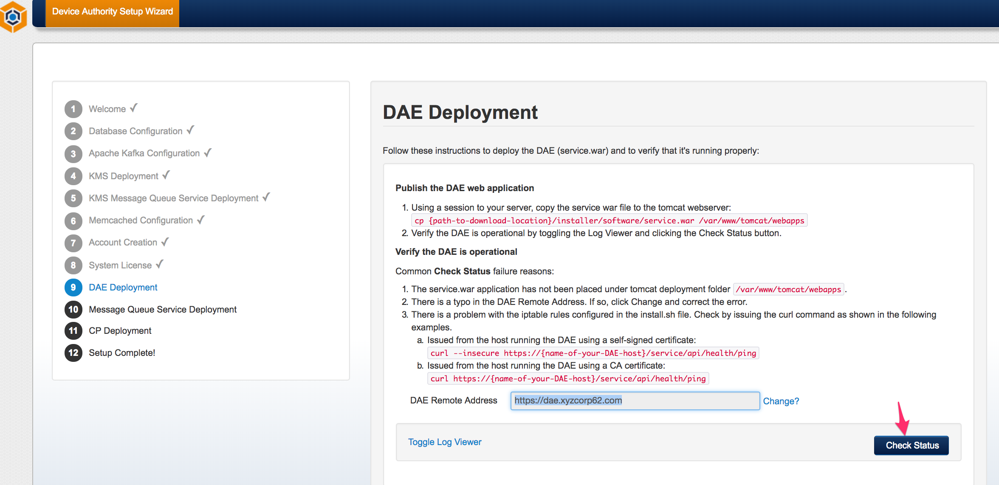 Device Authority Setup Wizard
1 Welcome ✓
2 Database Configuration ✓
3 Apache Kafka Configuration ✓
4 KMS Deployment ✓
5 KMS Message Queue Service Deployment ✓
6 Memcached Configuration ✓
7 Account Creation ✓
8 System License ✓
9 DAE Deployment
10 Message Queue Service Deployment
11 CP Deployment
12 Setup Complete!
DAE Deployment
Follow these instructions to deploy the DAE (service.war) and to verify that it's running properly:
Publish the DAE web application
1. Using a session to your server, copy the service war file to the tomcat webserver:
cp {path-to-download-location}/installer/software/service.war /var/www/tomcat/webapps
2. Verify the DAE is operational by toggling the Log Viewer and clicking the Check Status button.
Verify the DAE is operational
Common Check Status failure reasons:
1. The service.war application has not been placed under tomcat deployment folder /var/www/tomcat/webapps .
2. There is a typo in the DAE Remote Address. If so, click Change and correct the error.
3. There is a problem with the iptable rules configured in the install.sh file. Check by issuing the curl command as shown in the following
examples.
a. Issued from the host running the DAE using a self-signed certificate:
curl --insecure https://{name-of-your-DAE-host}/service/api/health/ping
b. Issued from the host running the DAE using a CA certificate:
curl https://{name-of-your-DAE-host}/service/api/health/ping
DAE Remote Address https://dae.xyzcorp62.com Change?
Toggle Log Viewer
Check Status